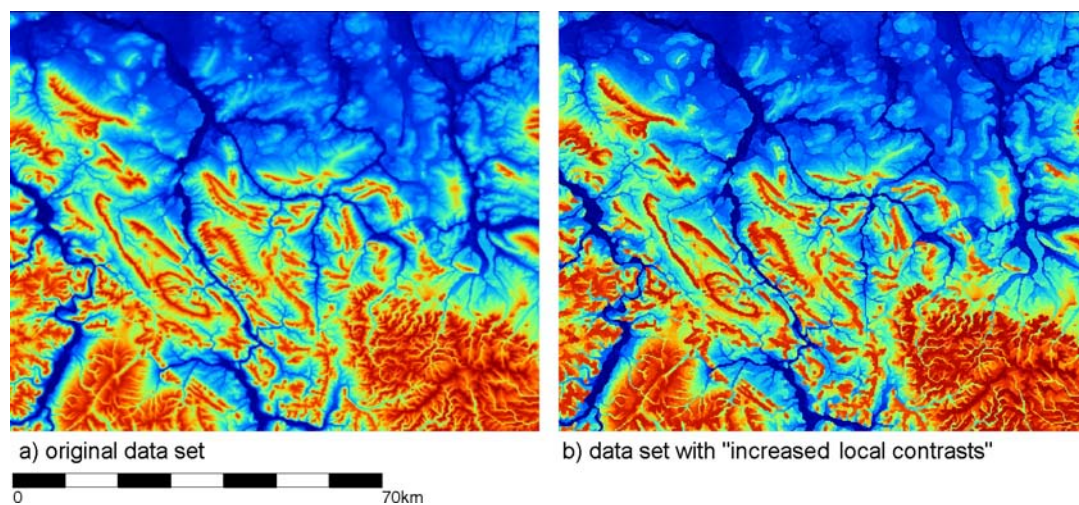 a) original data set
b) data set with "increased local contrasts"
0
70km